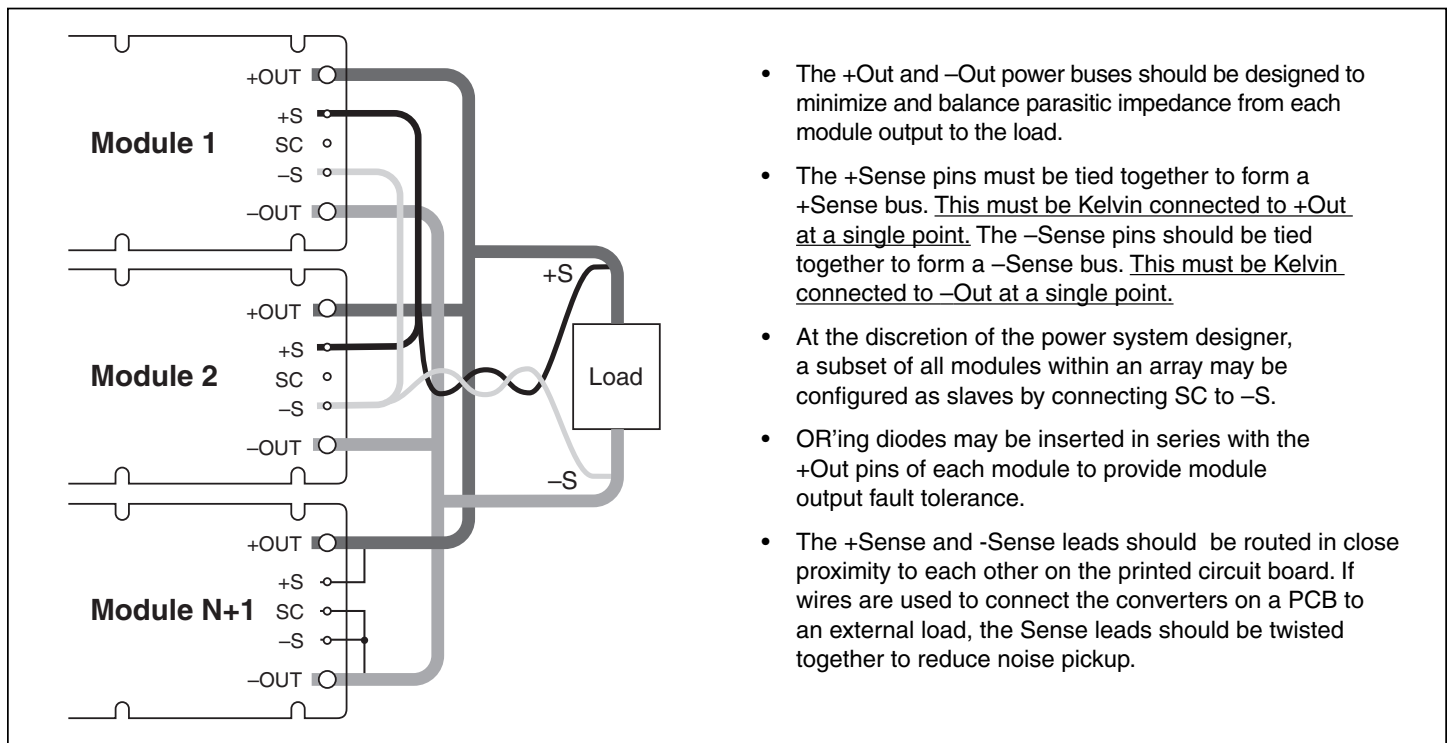 +OUT
+S
Module 1
SC
–S
–OUT
+OUT
+S
Module 2
SC
–S
–OUT
+OUT
+S
Module N+1
SC
–S
–OUT
+S
Load
–S
• The +Out and –Out power buses should be designed to
minimize and balance parasitic impedance from each
module output to the load.
• The +Sense pins must be tied together to form a
+Sense bus. This must be Kelvin connected to +Out
at a single point. The –Sense pins should be tied
together to form a –Sense bus. This must be Kelvin
connected to –Out at a single point.
• At the discretion of the power system designer,
a subset of all modules within an array may be
configured as slaves by connecting SC to –S.
• OR'ing diodes may be inserted in series with the
+Out pins of each module to provide module
output fault tolerance.
• The +Sense and -Sense leads should be routed in close
proximity to each other on the printed circuit board. If
wires are used to connect the converters on a PCB to
an external load, the Sense leads should be twisted
together to reduce noise pickup.